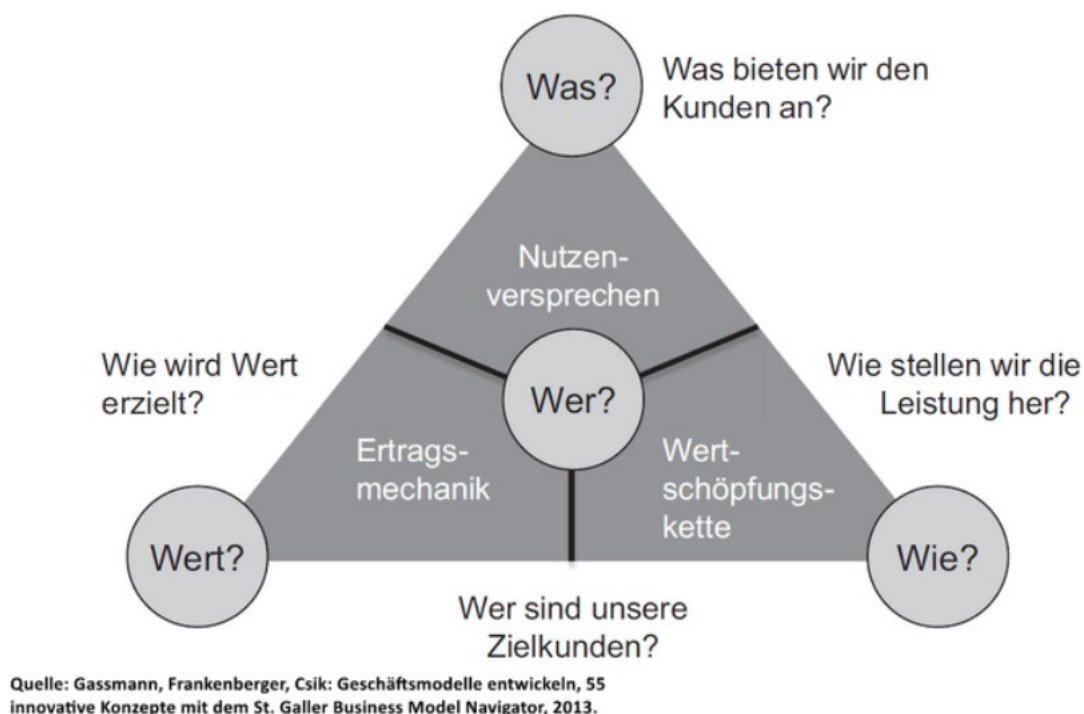 Was?
Was bieten wir den
Kunden an?
Nutzen-
versprechen
Wie wird Wert
erzielt?
Wer?
Wie stellen wir die
Leistung her?
Ertrags-
mechanik
Wert-
schöpfungs-
kette
Wert?
Wie?
Wer sind unsere
Zielkunden?
Quelle: Gassmann, Frankenberger, Csik: Geschäftsmodelle entwickeln, 55
innovative Konzepte mit dem St. Galler Business Model Navigator, 2013.